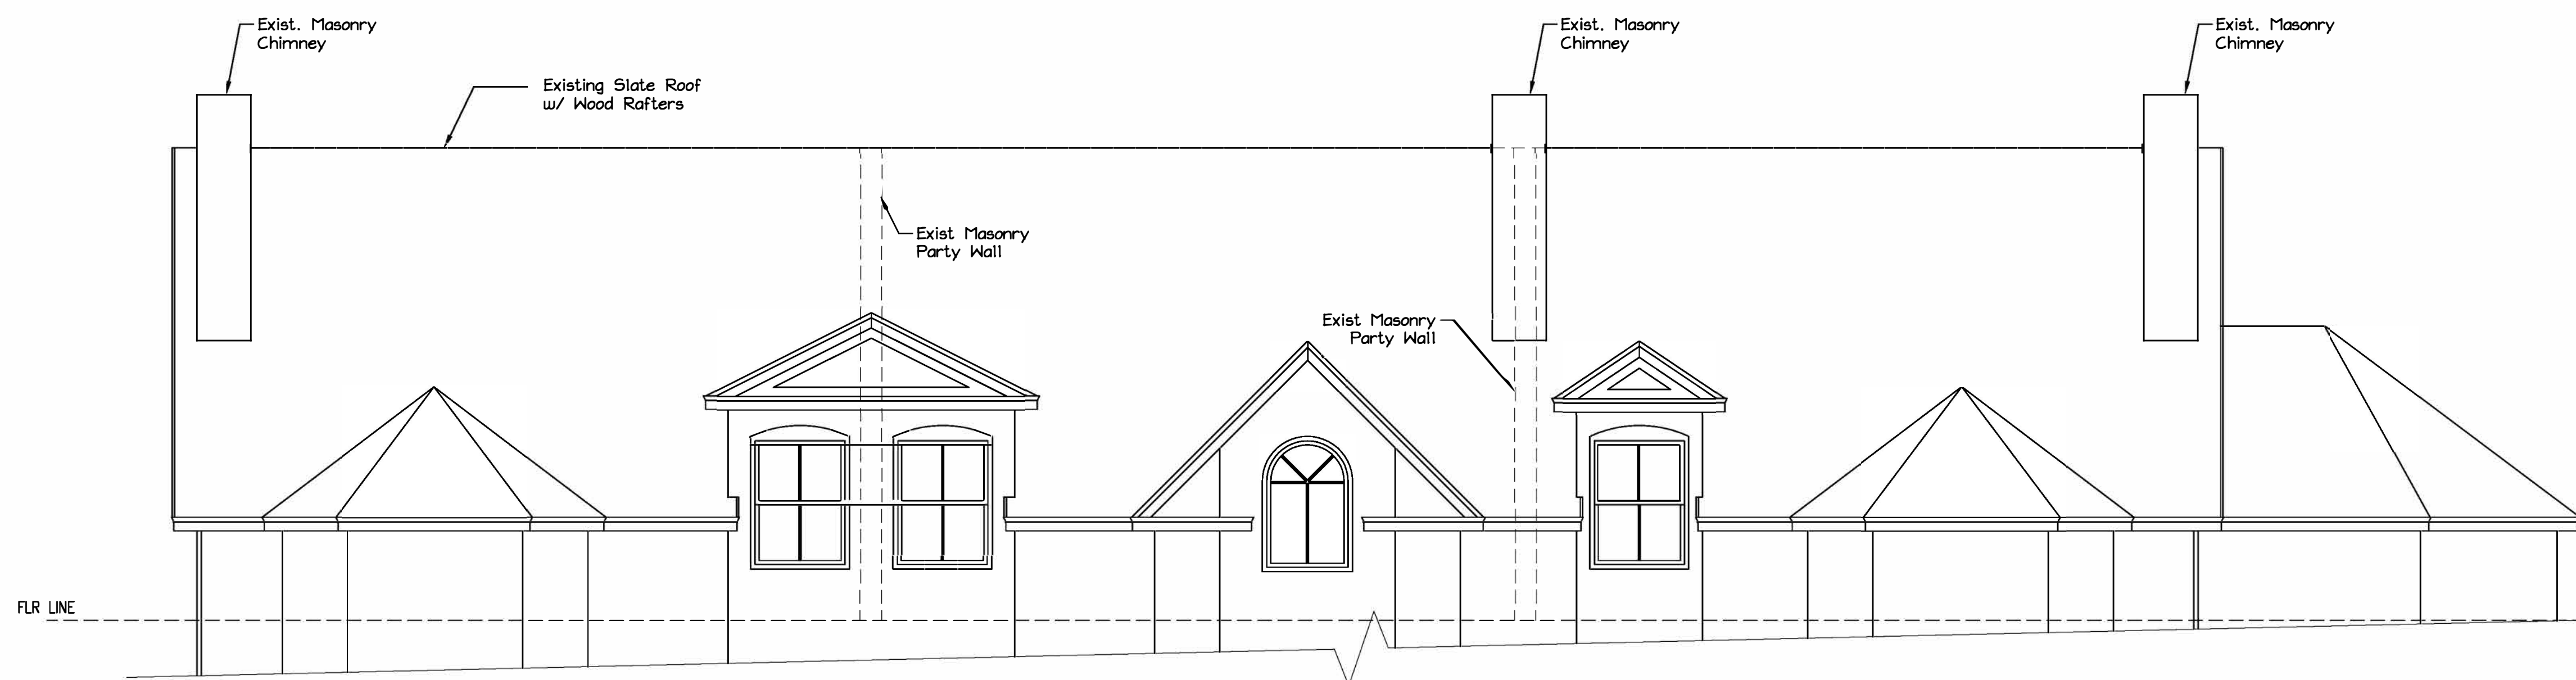 Exist. Masonry
Chimney
Exist. Masonry
Chimney
Exist. Masonry
Chimney
Existing Slate Roof
w/ Wood Rafters
Exist Masonry
Party Wall
Exist Masonry
Party Wall
FLR LINE